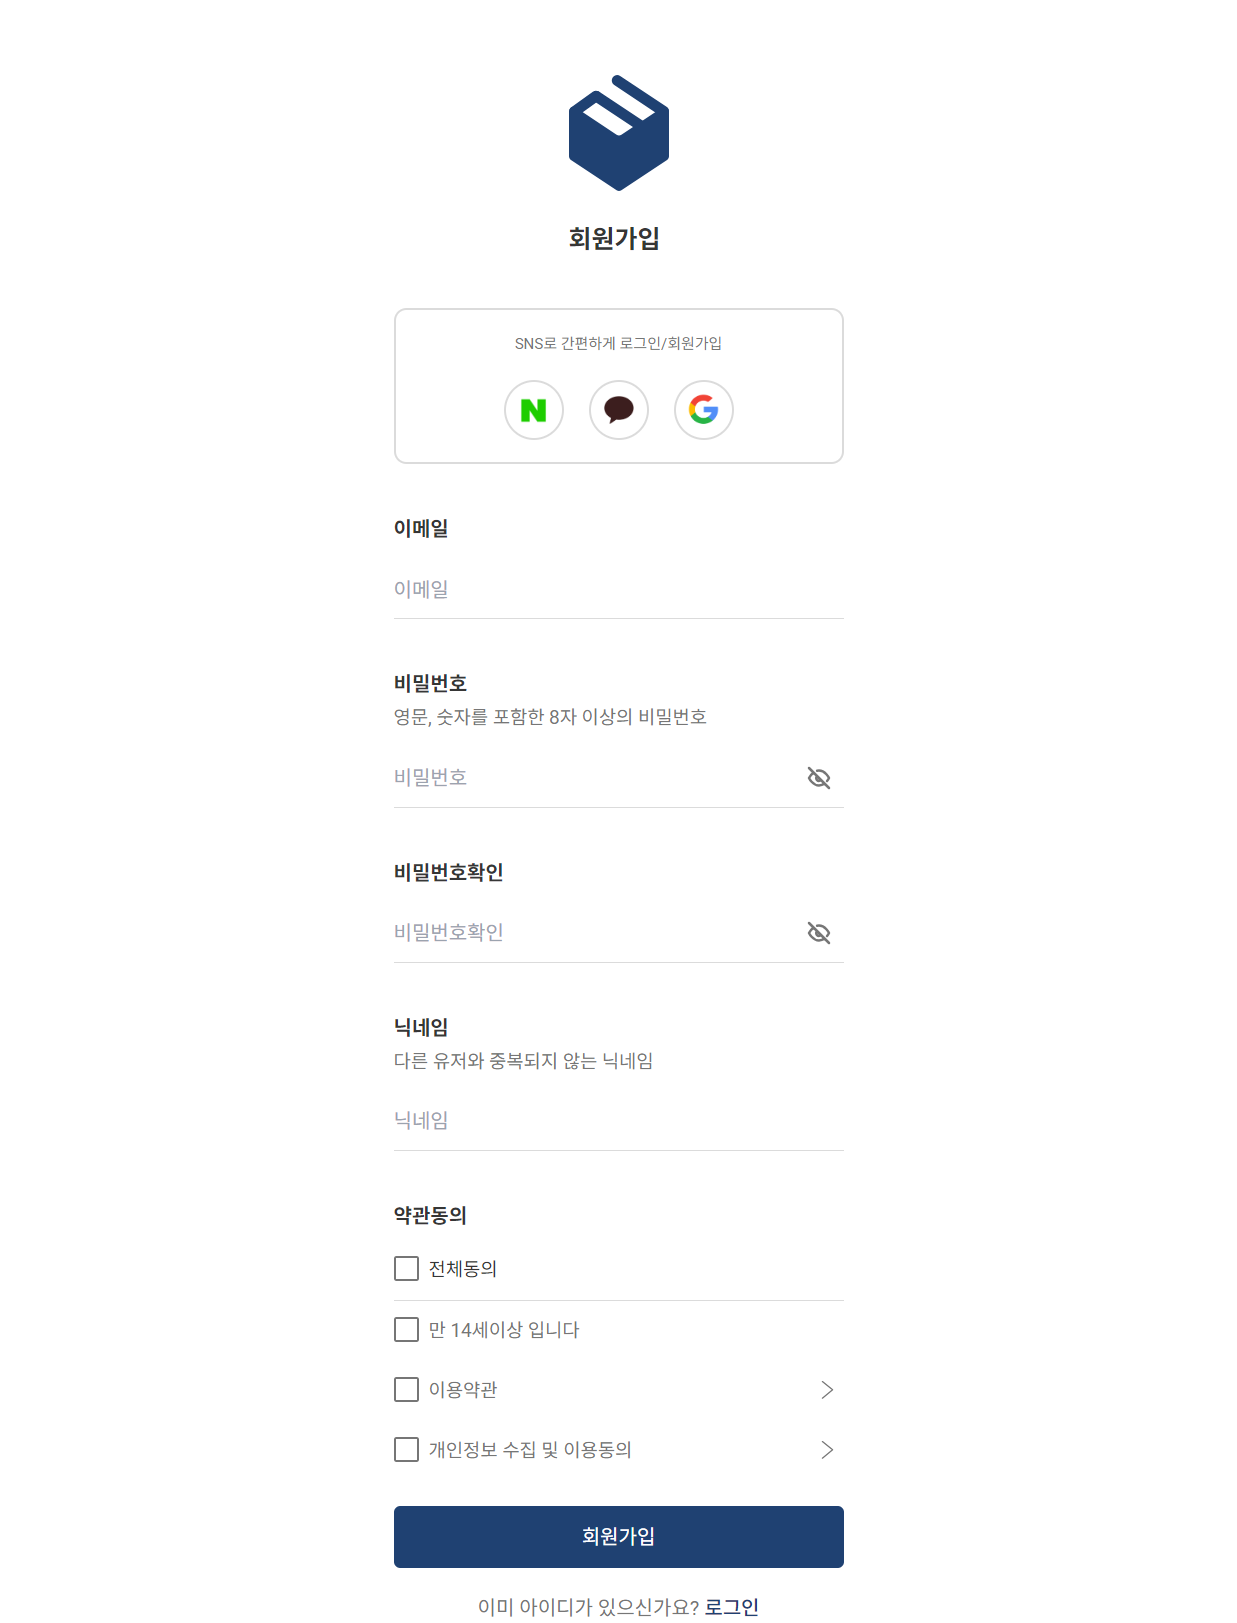 회원가입
SNS로 간편하게 로그인/회원가입
이메일
이메일
비밀번호
영문, 숫자를 포함한 8자 이상의 비밀번호
비밀번호
비밀번호확인
비밀번호확인
닉네임
다른 유저와 중복되지 않는 닉네임
닉네임
약관동의
전체동의
만 14세이상 입니다
이용약관
개인정보 수집 및 이용동의
회원가입
이미 아이디가 있으신가요? 로그인